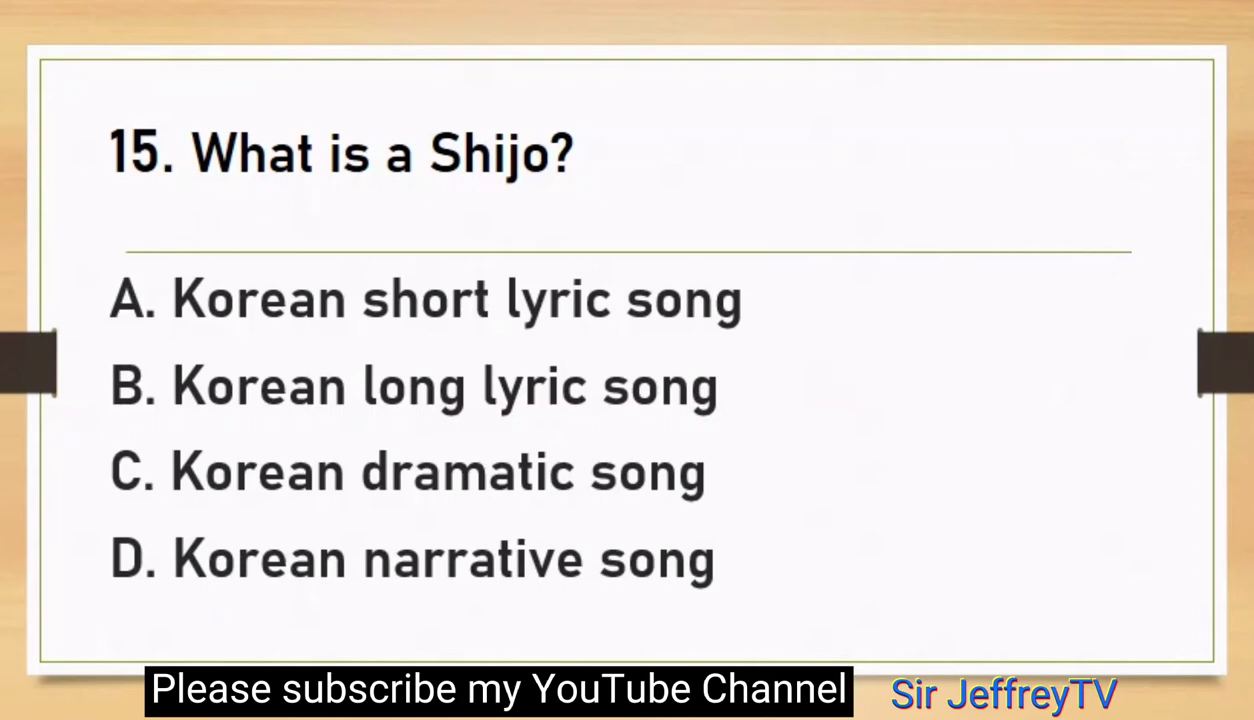 15. What is a Shijo?
A. Korean short lyric song
B. Korean long lyric song
C. Korean dramatic song
D. Korean narrative song
Please subscribe my YouTube Channel
Sir JeffreyTV